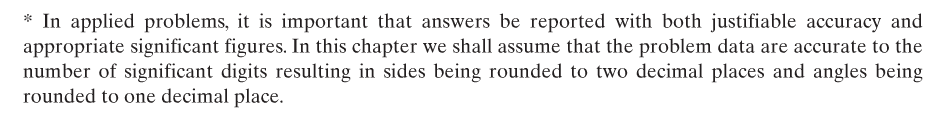 * In applied problems, it is important that answers be reported with both justifiable accuracy and
appropriate significant figures. In this chapter we shall assume that the problem data are accurate to the
number of significant digits resulting in sides being rounded to two decimal places and angles being
rounded to one decimal place.